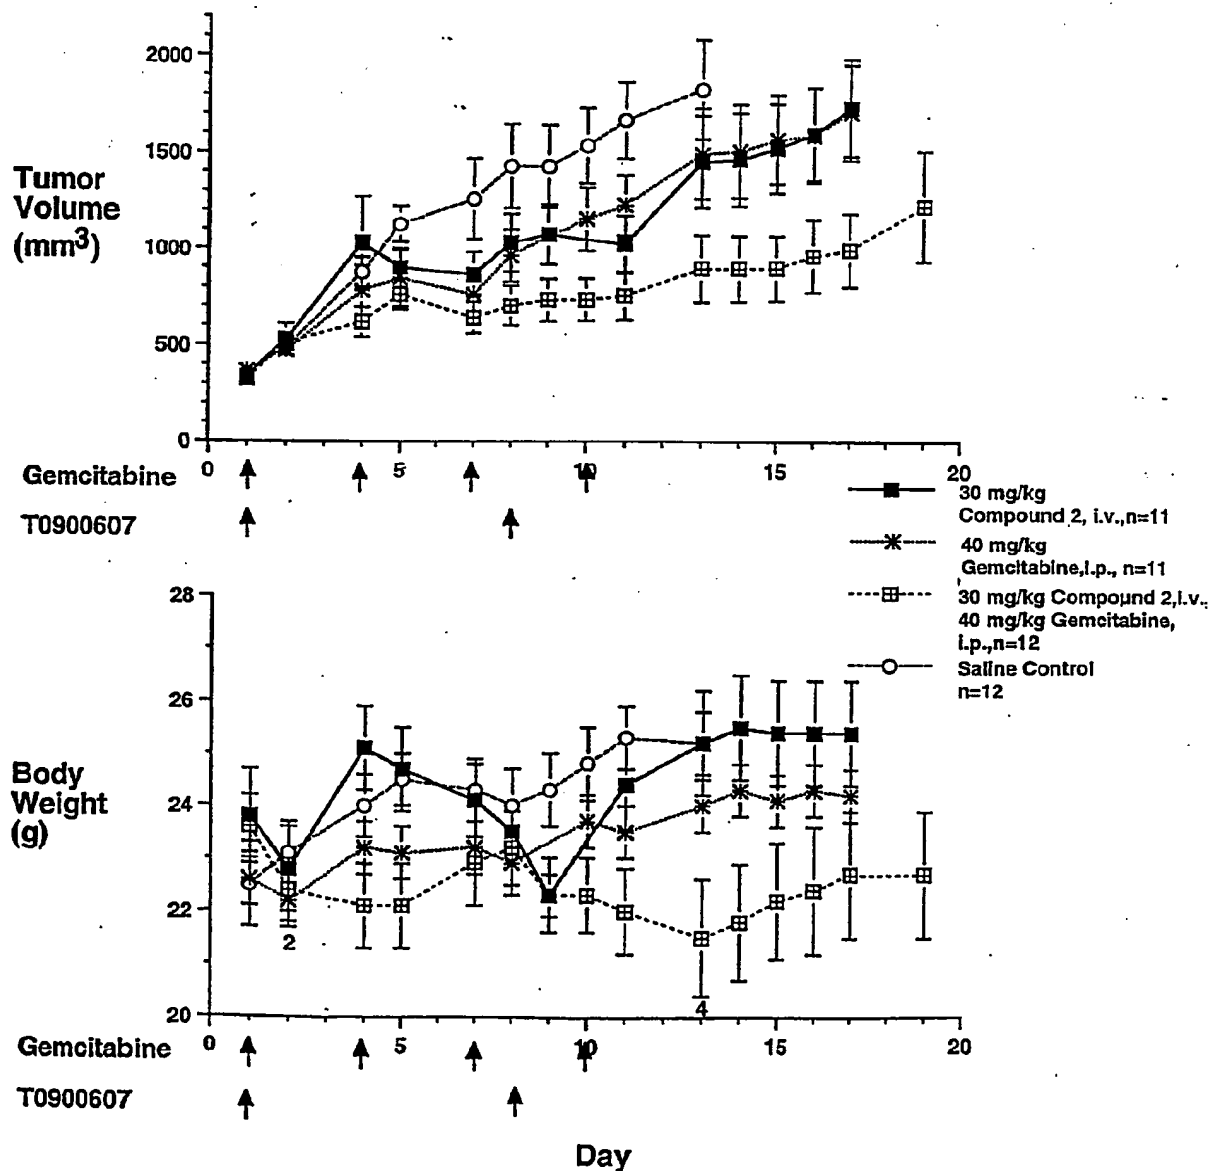 2000
Tumor
Volume
(mm3)
1500
1000
500
0
0 5 10 15 20
Gemcitabine
T0900607
30 mg/kg
Compound 2, i.v.,n=11
40 mg/kg
Gemcitabine,i.p., n=11
30 mg/kg Compound 2,i.v.,
40 mg/kg Gemcitabine,
i.p.,n=12
Saline Control
n=12
28
26
Body
Weight
(g)
24
22
2
20
4
0 5 10 15 20
Gemcitabine
T0900607
Day